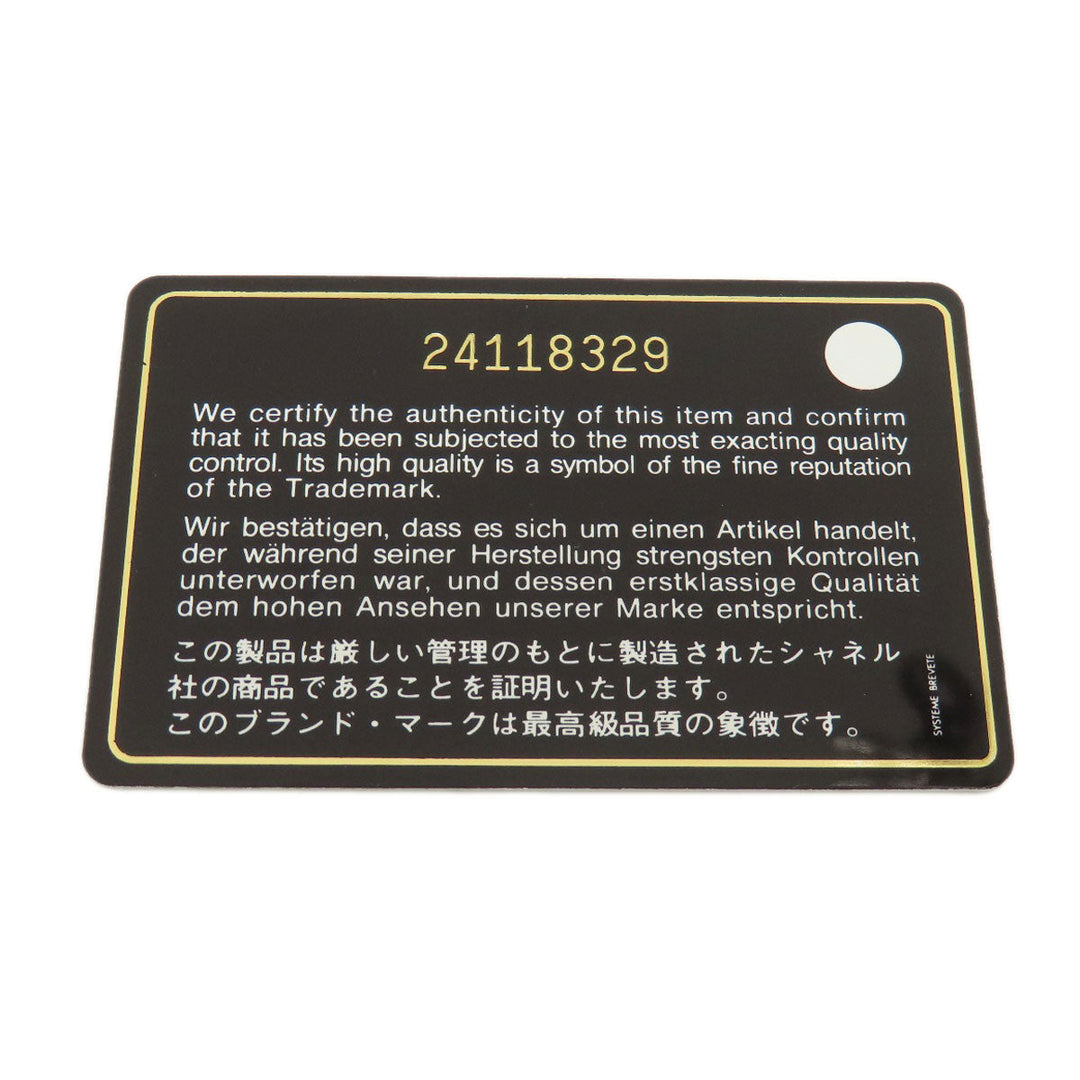 24118329
We certify the authenticity of this item and confirm
that it has been subjected to the most exacting quality
control. Its high quality is a symbol of the fine reputation
of the Trademark.
Wir bestätigen, dass es sich um einen Artikel handelt,
der während seiner Herstellung strengsten Kontrollen
unterworfen war, und dessen erstklassige Qualität
dem hohen Ansehen unserer Marke entspricht.
この製品は厳しい管理のもとに製造されたシャネル
社の商品であることを証明いたします。
このブランド・マークは最高級品質の象徴です。
SYSTEME BREVETE